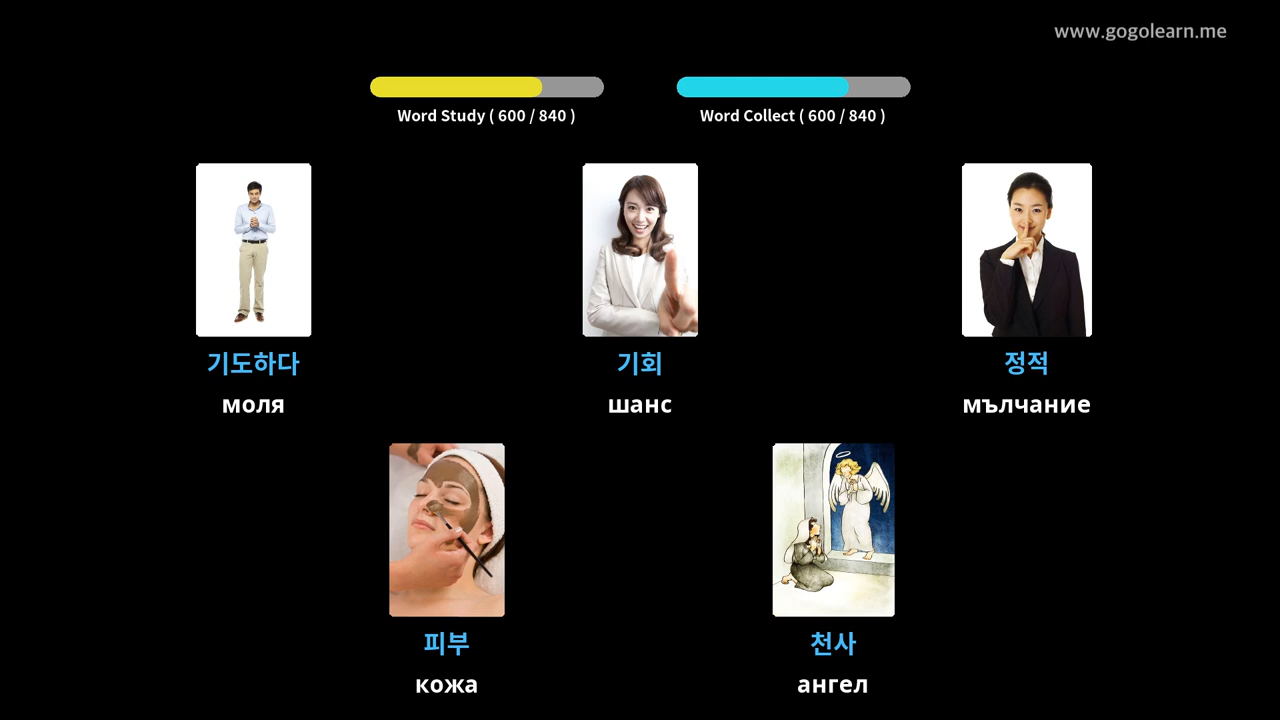 www.gogolearn.me
Word Study ( 600 / 840 )
Word Collect ( 600 / 840 )
기도하다
моля
기회
шанс
정적
мълчание
피부
кожа
천사
ангел